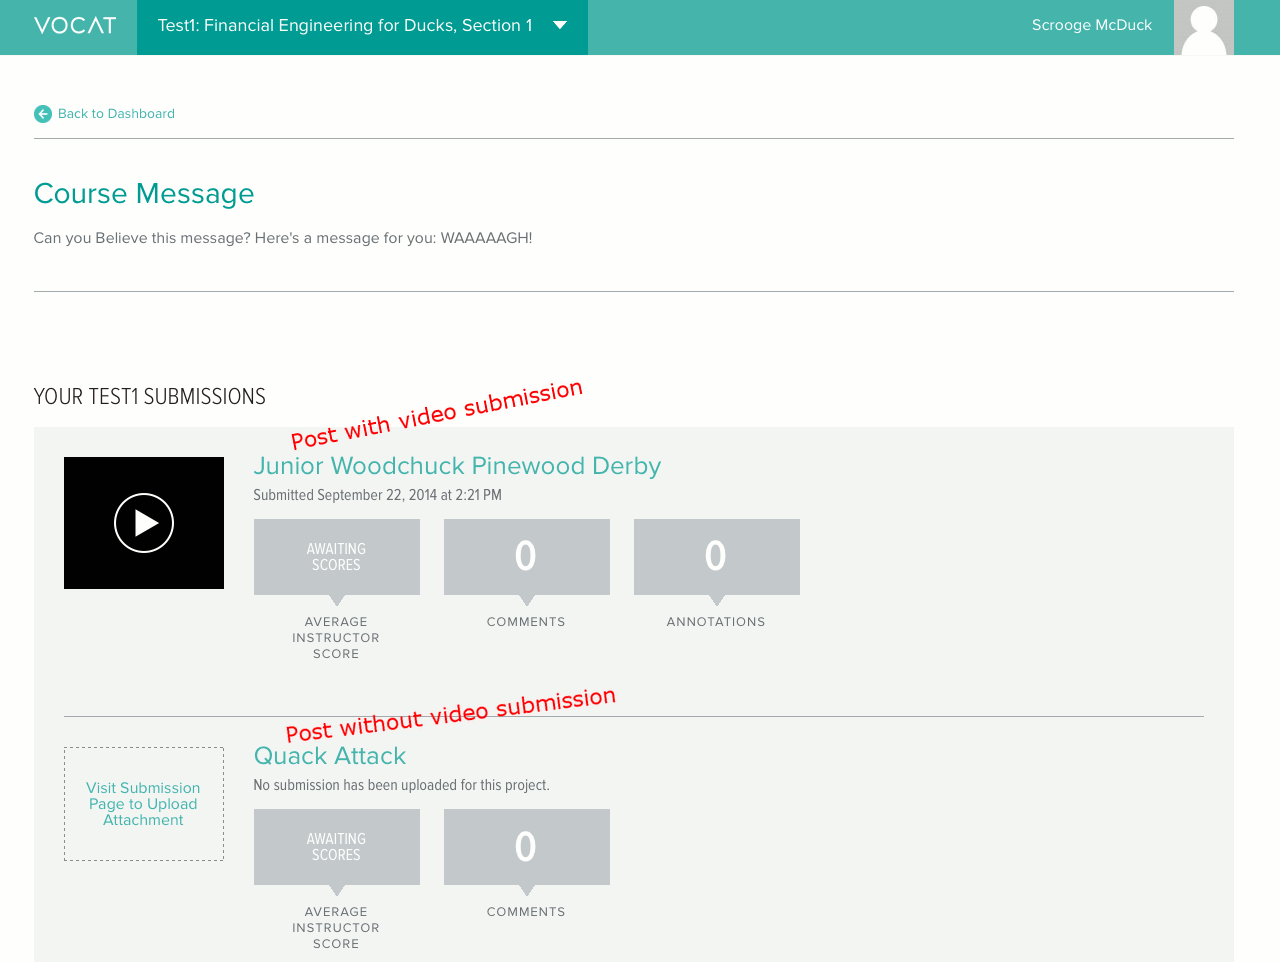 VOCAT
Test1: Financial Engineering for Ducks, Section 1
Scrooge McDuck
Back to Dashboard
Course Message
Can you Believe this message? Here's a message for you: WAAAAAGH!
YOUR TEST1 SUBMISSIONS
Post with video submission
Junior Woodchuck Pinewood Derby
Submitted September 22, 2014 at 2:21 PM
AWAITING
SCORES
0
0
AVERAGE
INSTRUCTOR
SCORE
COMMENTS
ANNOTATIONS
Post without video submission
Quack Attack
No submission has been uploaded for this project.
Visit Submission
Page to Upload
Attachment
AWAITING
SCORES
0
AVERAGE
INSTRUCTOR
SCORE
COMMENTS